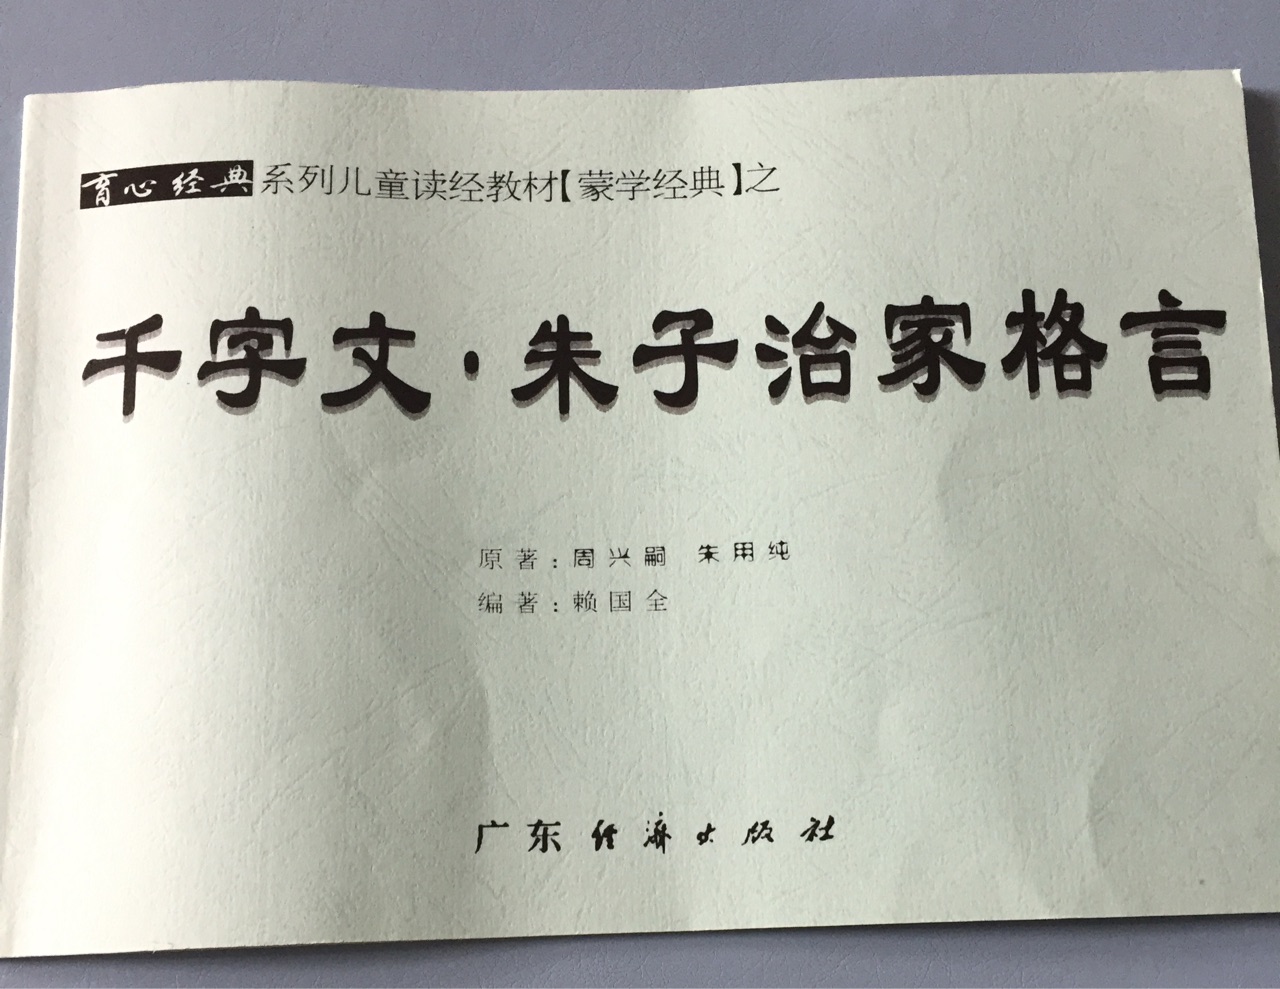 育心经典系列儿童读经教材【蒙学经典】之
千字文·朱子治家格言
原著：周兴嗣 朱用纯
编著：赖国全
广东经济出版社